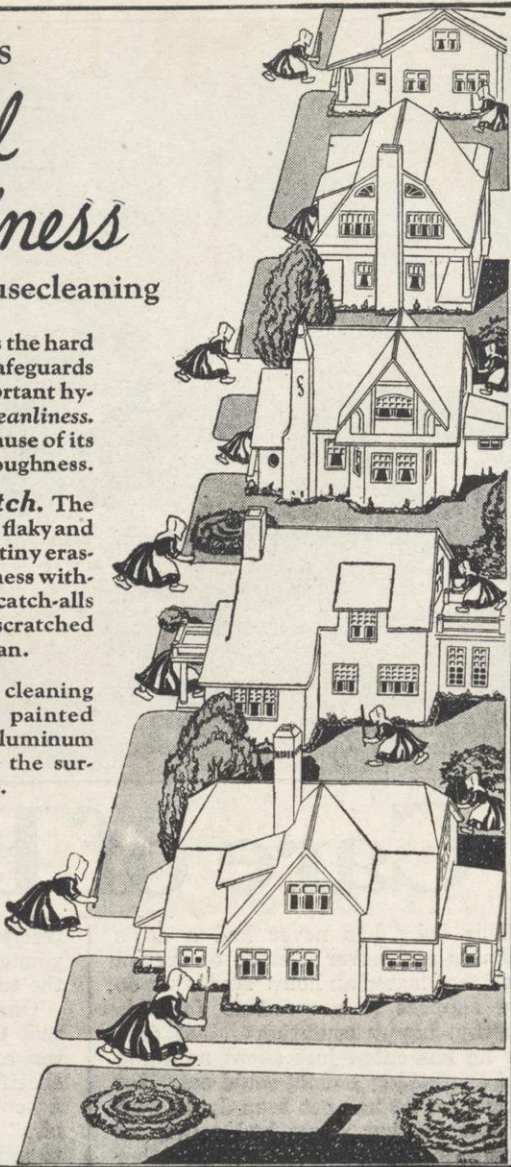 s
l
ness
usecleaning
s the hard
afeguards
ortant hy-
eanliness.
ause of its
oughness.
tch. The
flaky and
tiny eras-
ness with-
catch-alls
scratched
an.
cleaning
painted
luminum
the sur-
.